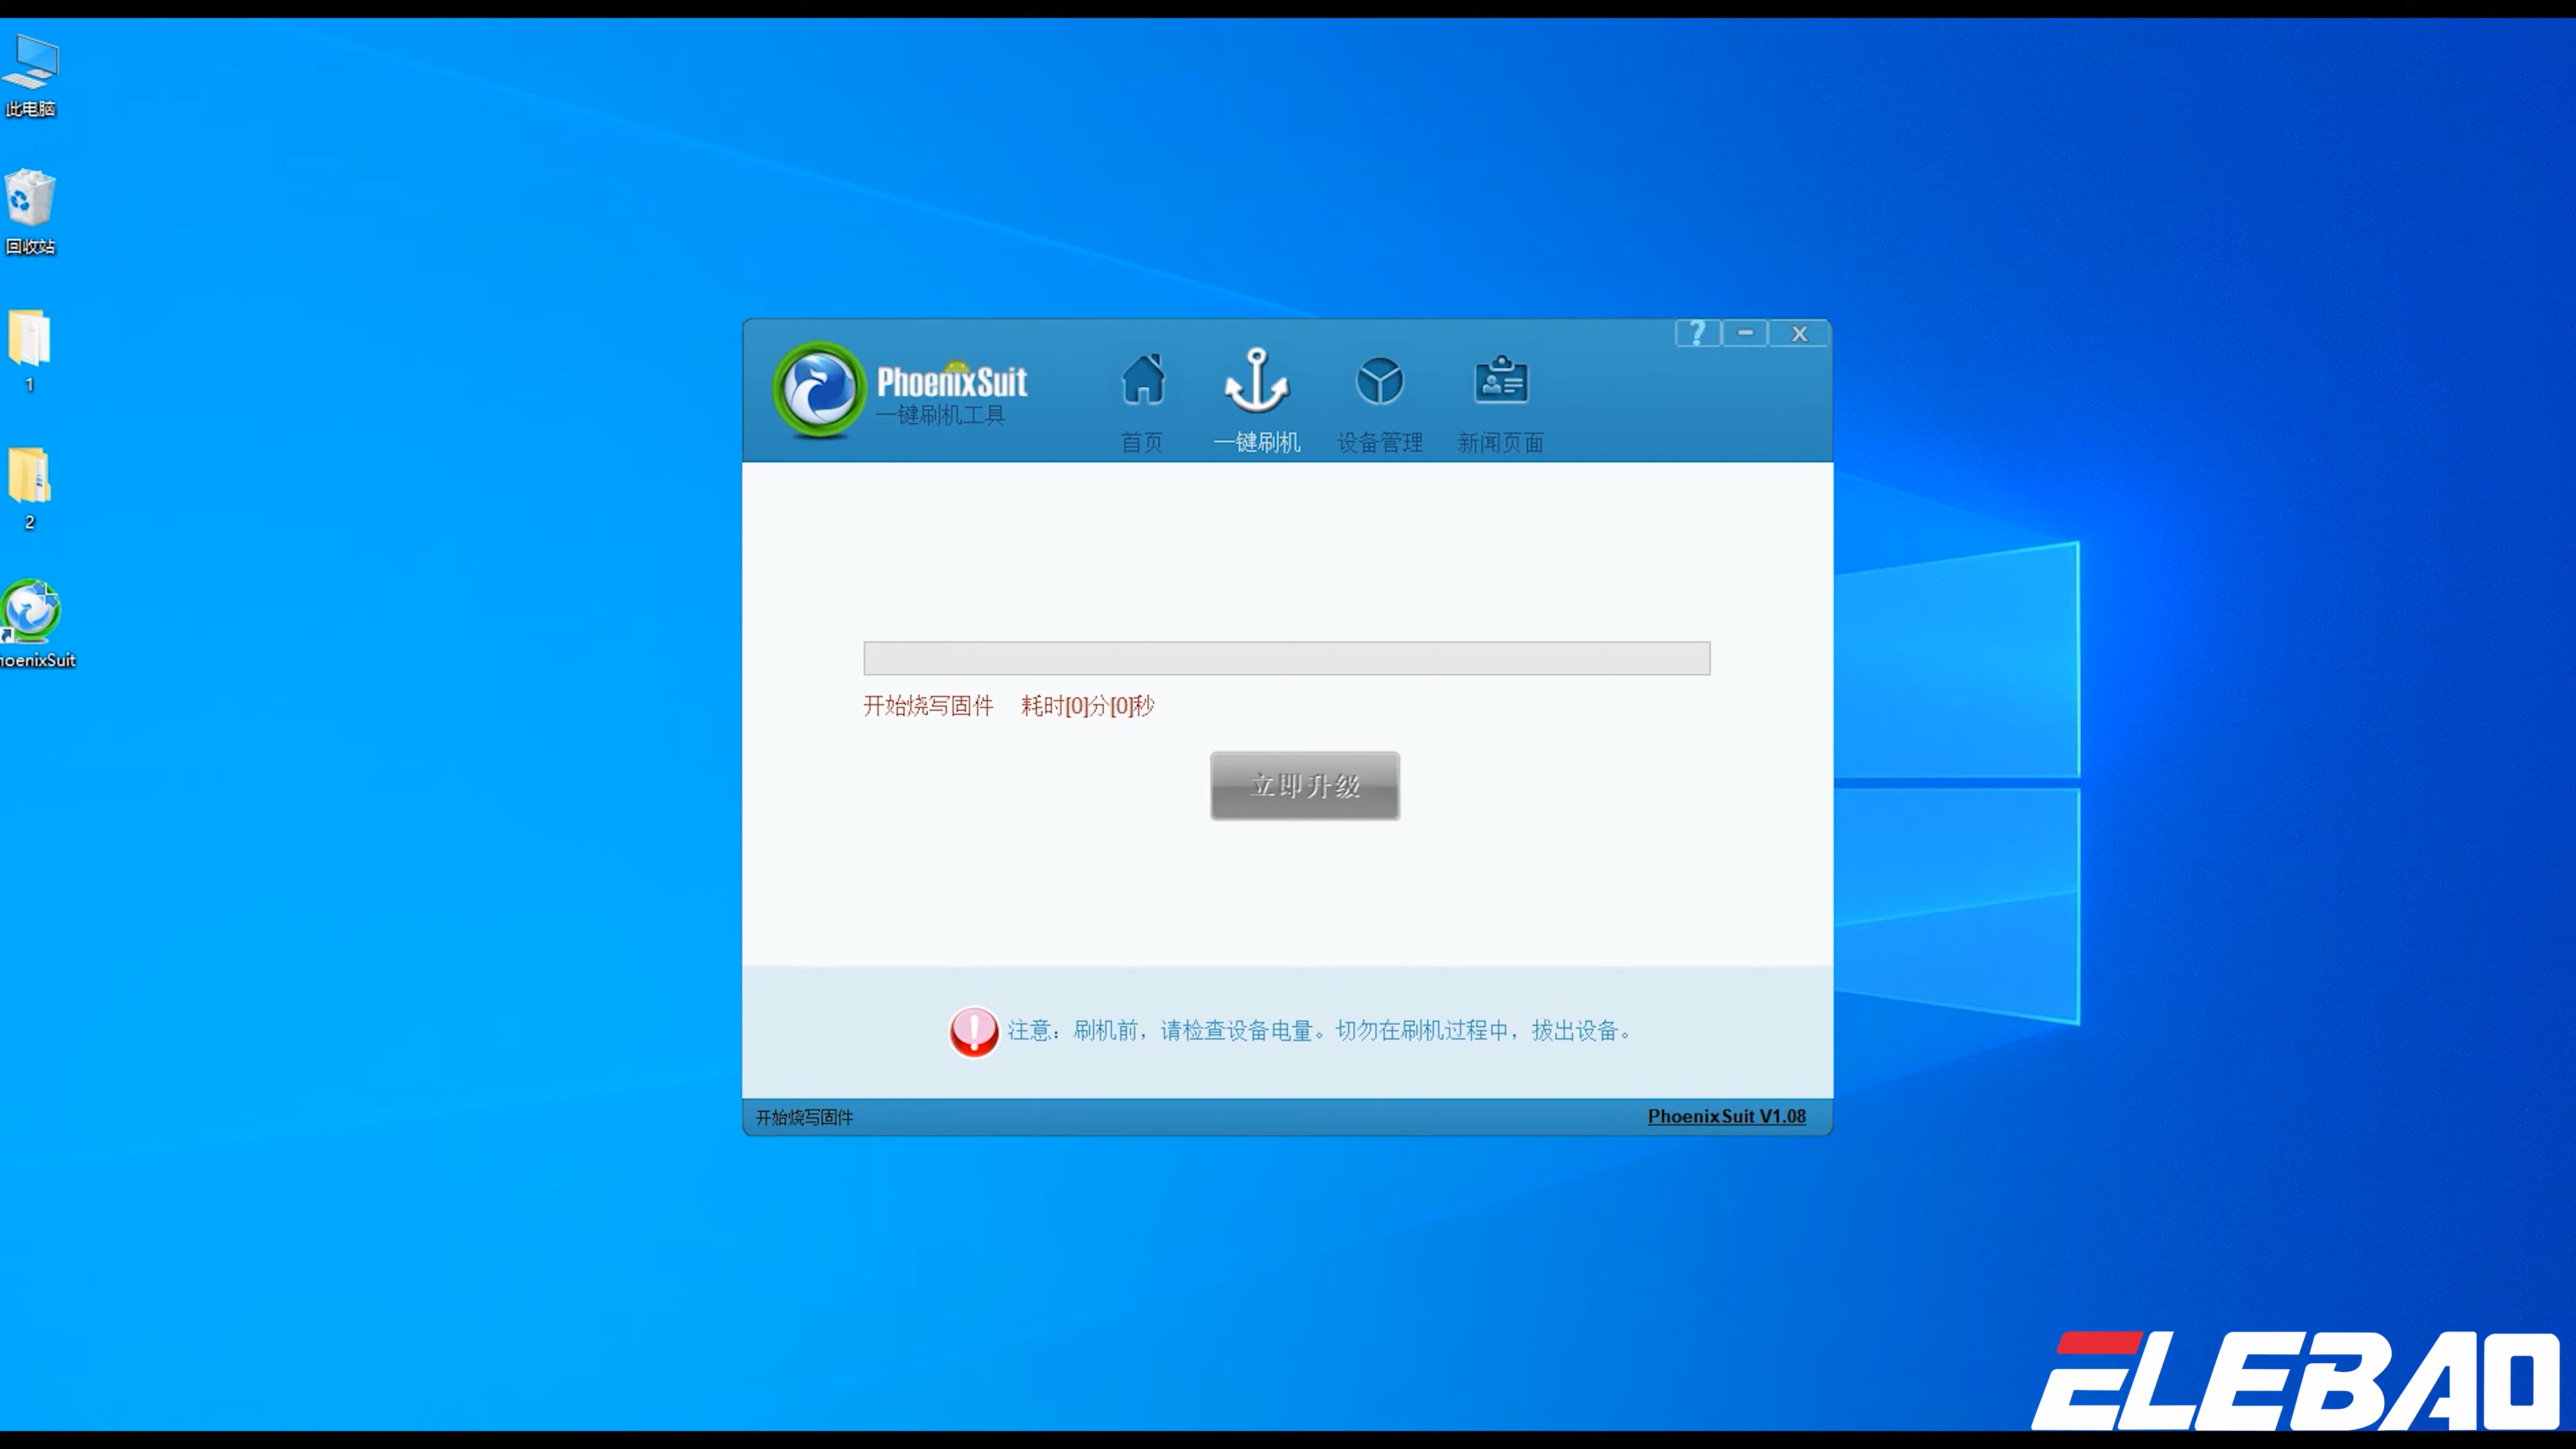 此电脑
回收站
1
2
hoenixSuit
PhoenixSuit
一键刷机工具
首页
一键刷机
设备管理
新闻页面
?
X
开始烧写固件 耗时[0]分[0]秒
立即升级
注意：刷机前，请检查设备电量。切勿在刷机过程中，拔出设备。
开始烧写固件
PhoenixSuit V1.08
ELEBAO